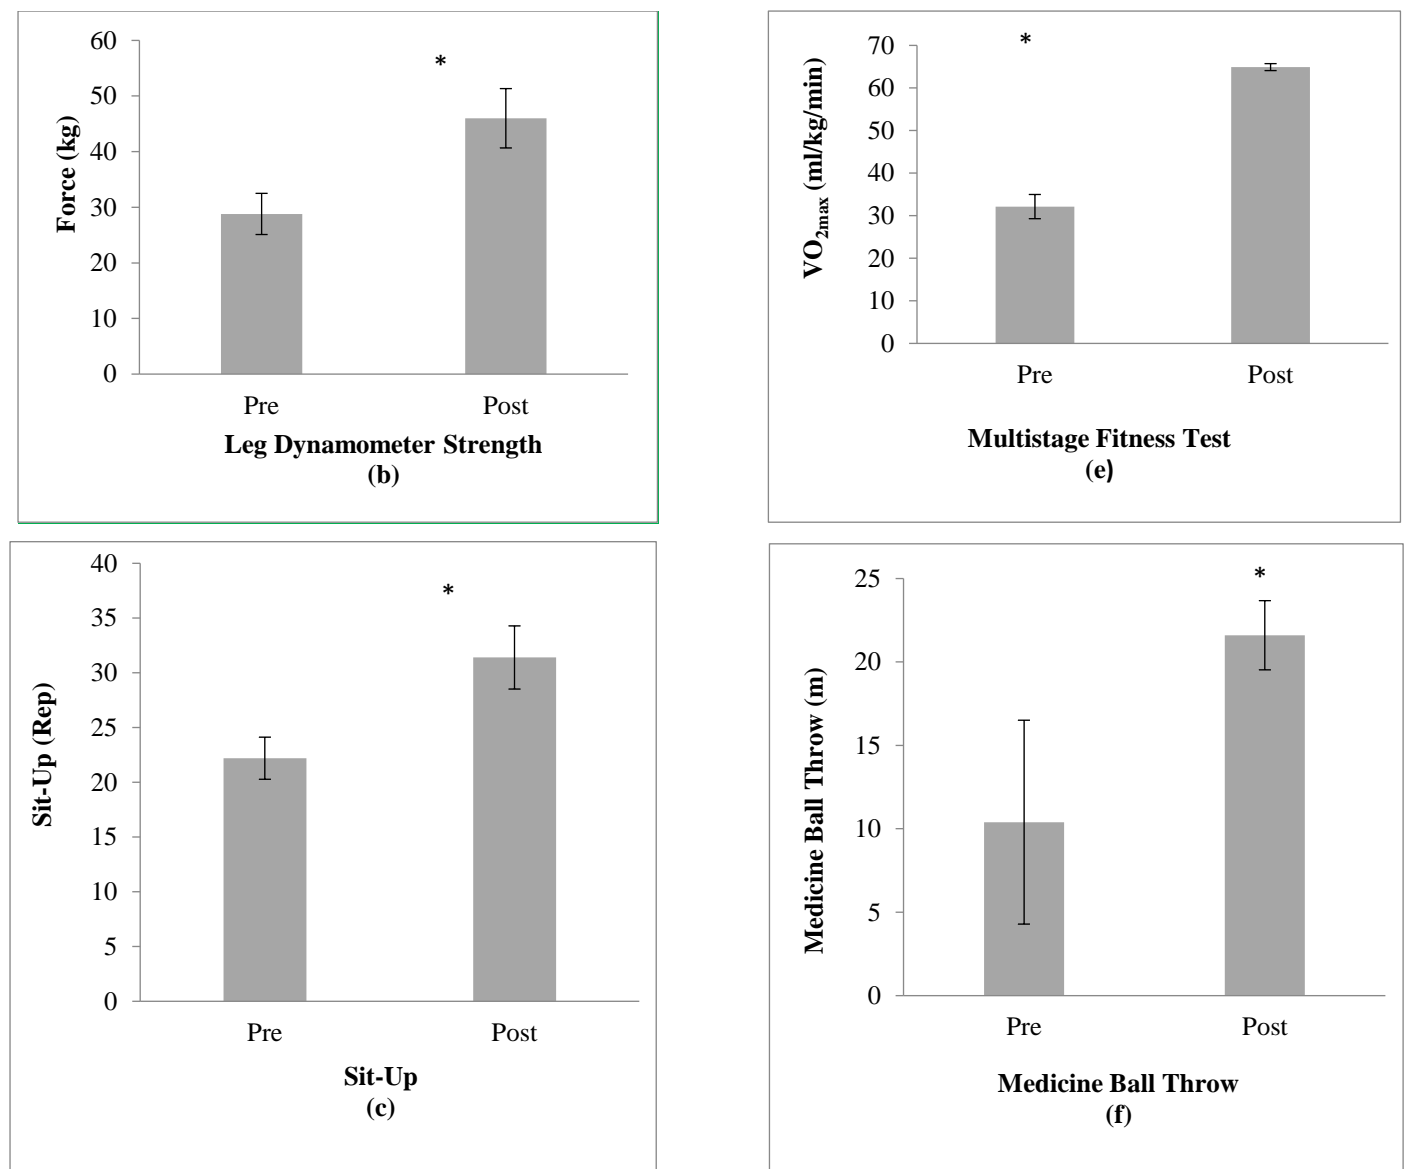 60
50
40
30
20
10
0
Force (kg)
*
Pre
Post
Leg Dynamometer Strength
(b)
70
60
50
40
30
20
10
0
VO2max (ml/kg/min)
*
Pre
Post
Multistage Fitness Test
(e)
40
35
30
25
20
15
10
5
0
Sit-Up (Rep)
*
Pre
Post
Sit-Up
(c)
25
20
15
10
5
0
Medicine Ball Throw (m)
*
Pre
Post
Medicine Ball Throw
(f)